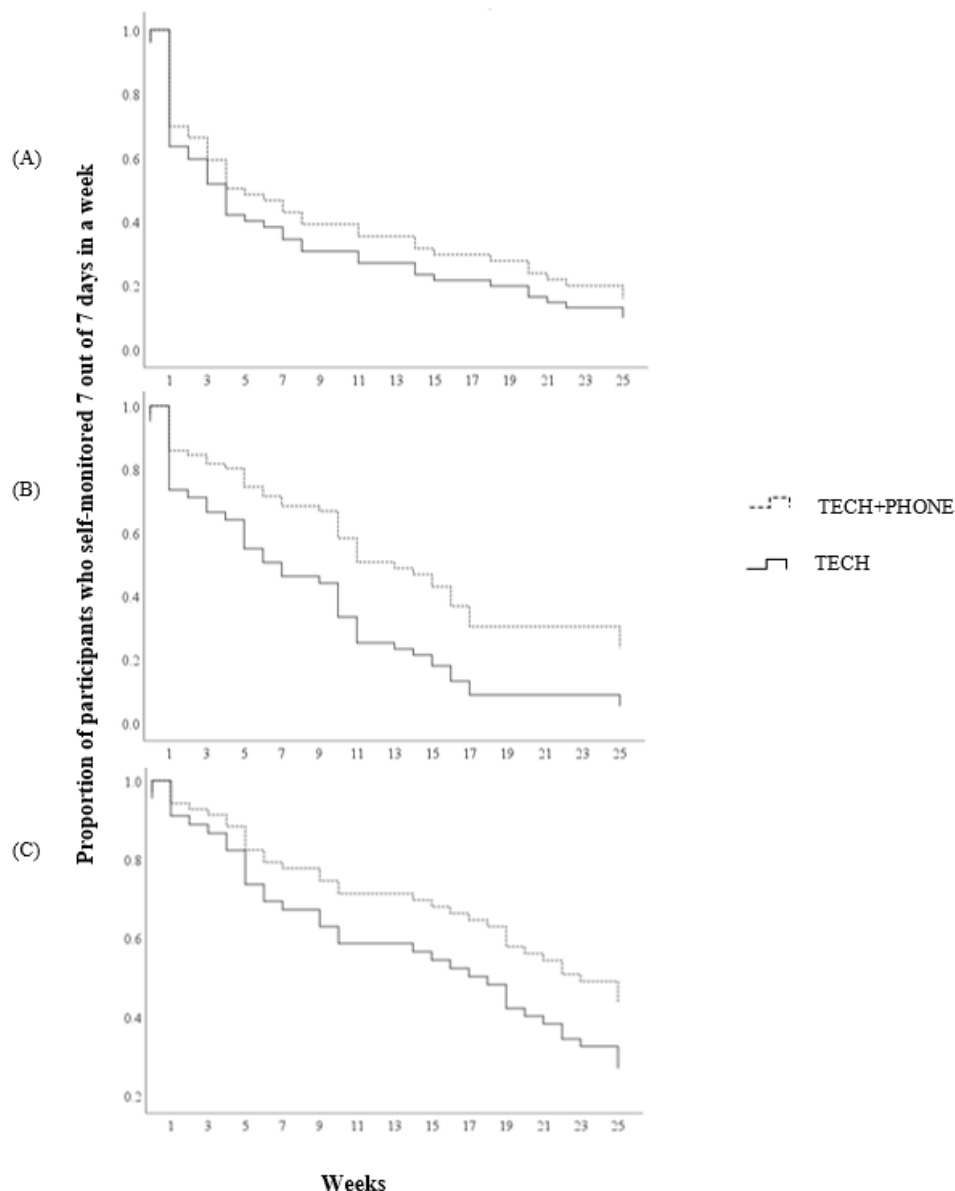 (A)
1.0
0.8
0.6
0.4
0.2
0.0
1 3 5 7 9 11 13 15 17 19 21 23 25
(B)
1.0
0.8
0.6
0.4
0.2
0.0
1 3 5 7 9 11 13 15 17 19 21 23 25
(C)
1.0
0.8
0.6
0.4
0.2
1 3 5 7 9 11 13 15 17 19 21 23 25
Proportion of participants who self-monitored 7 out of 7 days in a week
Weeks
TECH+PHONE
TECH